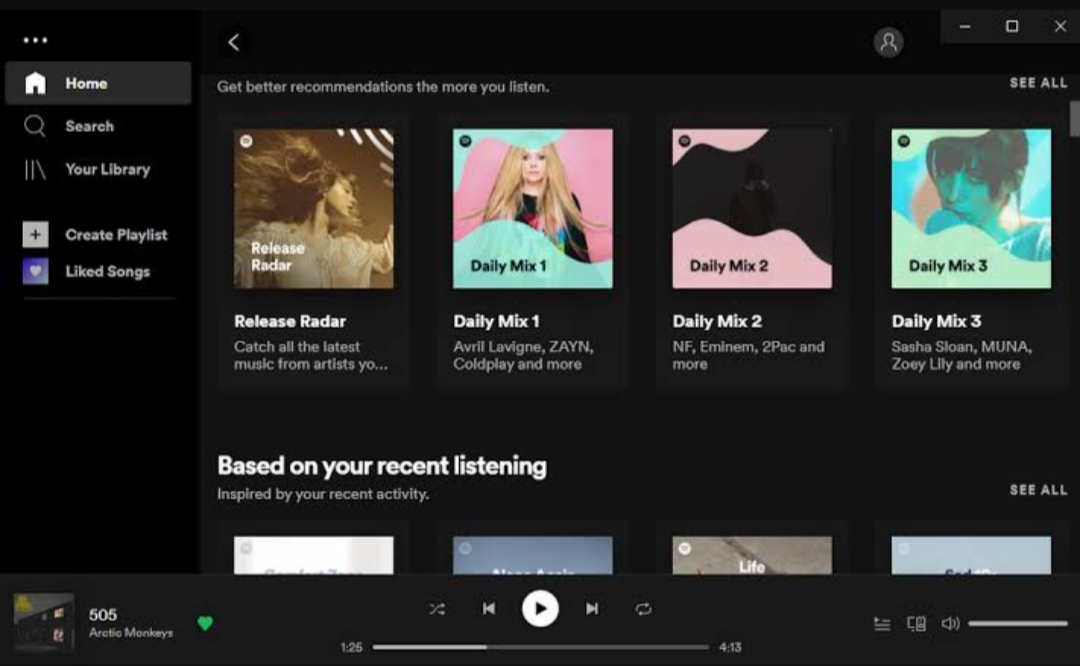 Home
Search
Your Library
Create Playlist
Liked Songs
Get better recommendations the more you listen.
SEE ALL
Release
Radar
Daily Mix 1
Daily Mix 2
Daily Mix 3
Release Radar
Catch all the latest
music from artists yo...
Daily Mix 1
Avril Lavigne, ZAYN,
Coldplay and more
Daily Mix 2
NF, Eminem, 2Pac and
more
Daily Mix 3
Sasha Sloan, MUNA,
Zoey Lily and more
Based on your recent listening
Inspired by your recent activity.
SEE ALL
Life
505
Arctic Monkeys
1:25
4:13